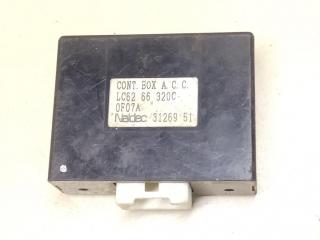 CONT. BOX A. C. C.
LC62 66 320C
0F07A
Naldec 31269 51